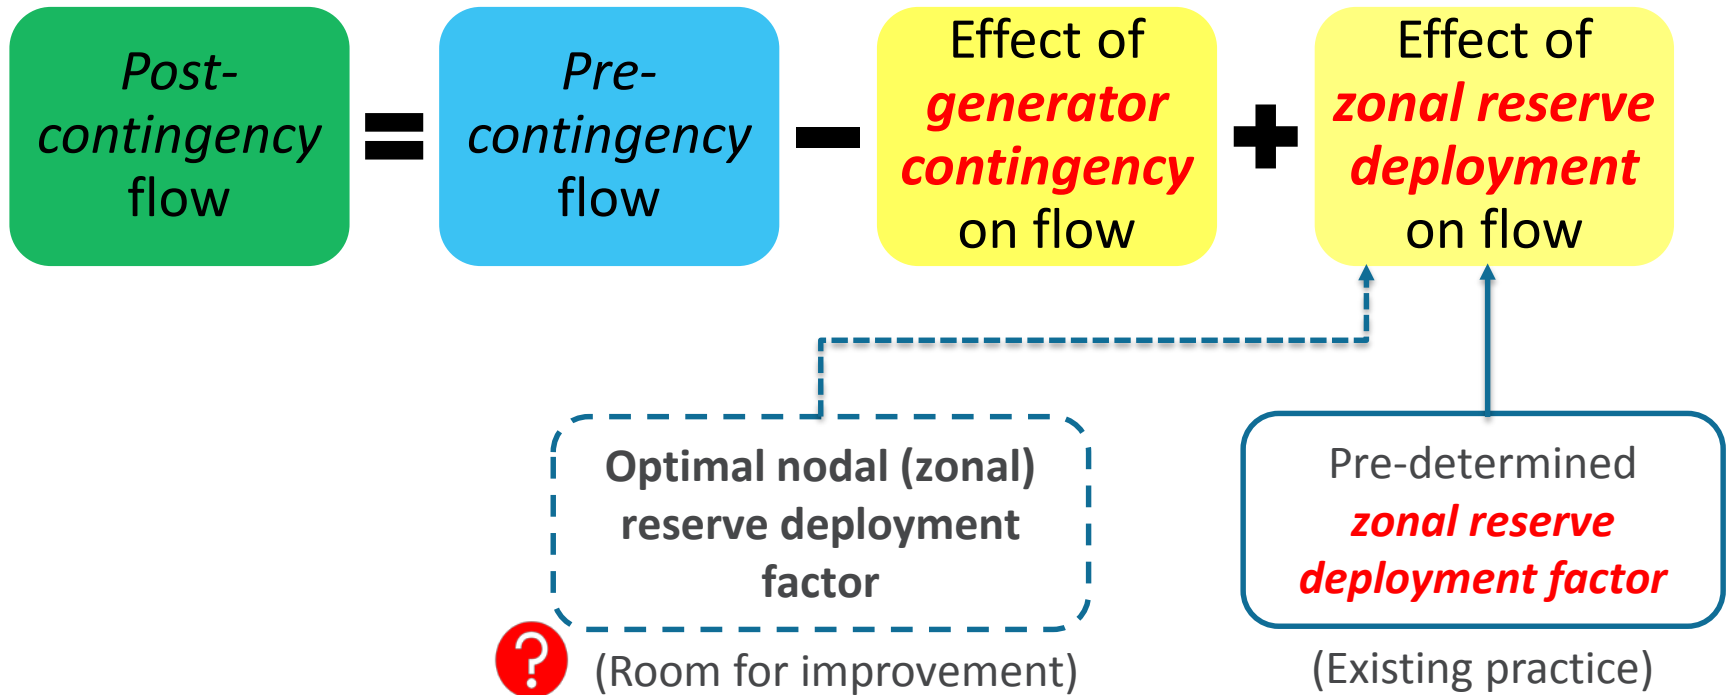 Post-
contingency
flow
=
Pre-
contingency
flow
−
Effect of
generator
contingency
on flow
+
Effect of
zonal reserve
deployment
on flow
Optimal nodal (zonal)
reserve deployment
factor
?
(Room for improvement)
Pre-determined
zonal reserve
deployment factor
(Existing practice)